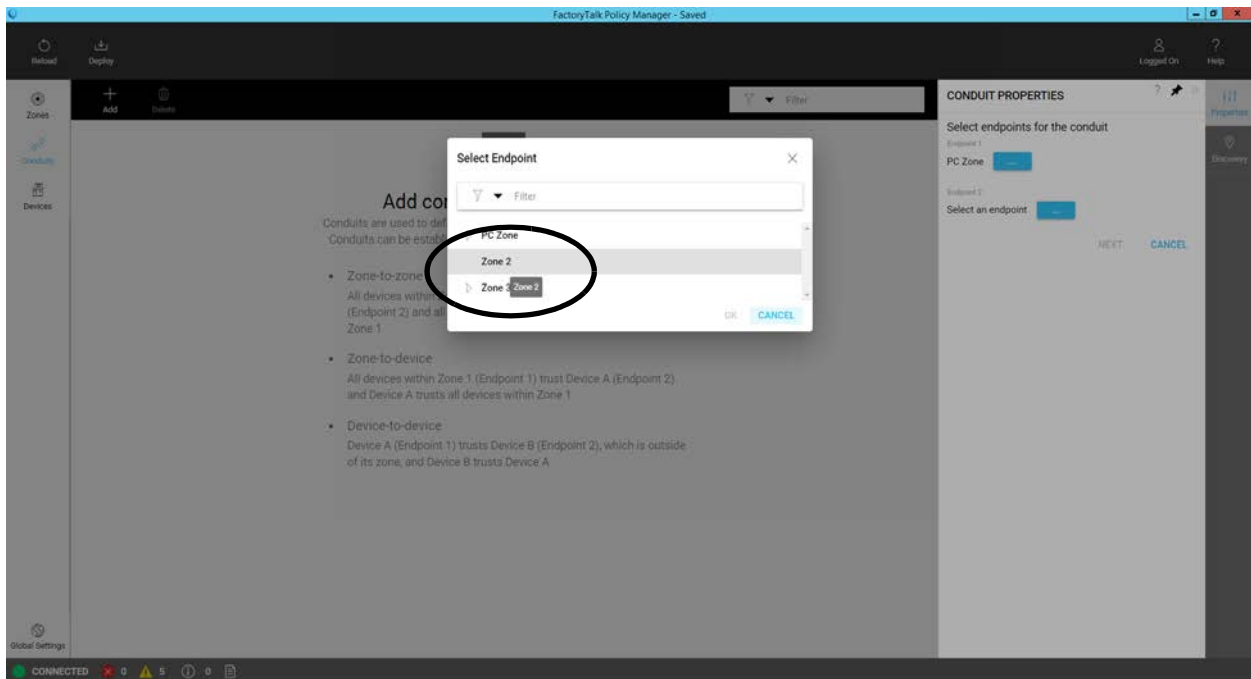 FactoryTalk Policy Manager - Saved
Reload
Deploy
Logged On
Help
Zones
Conduits
Devices
Add
Delete
Filter
CONDUIT PROPERTIES
?
Properties
Discovery
Select endpoints for the conduit
Endpoint 1
PC Zone
...
Endpoint 2
Select an endpoint
...
NEXT
CANCEL
Select Endpoint
Filter
PC Zone
Zone 2
Zone 3
Zone 2
OK
CANCEL
Add con
Conduits are used to def
Conduits can be establ
• Zone-to-zone
All devices within
(Endpoint 2) and all
Zone 1
• Zone-to-device
All devices within Zone 1 (Endpoint 1) trust Device A (Endpoint 2)
and Device A trusts all devices within Zone 1
• Device-to-device
Device A (Endpoint 1) trusts Device B (Endpoint 2), which is outside
of its zone, and Device B trusts Device A
Global Settings
CONNECTED 0 5 0